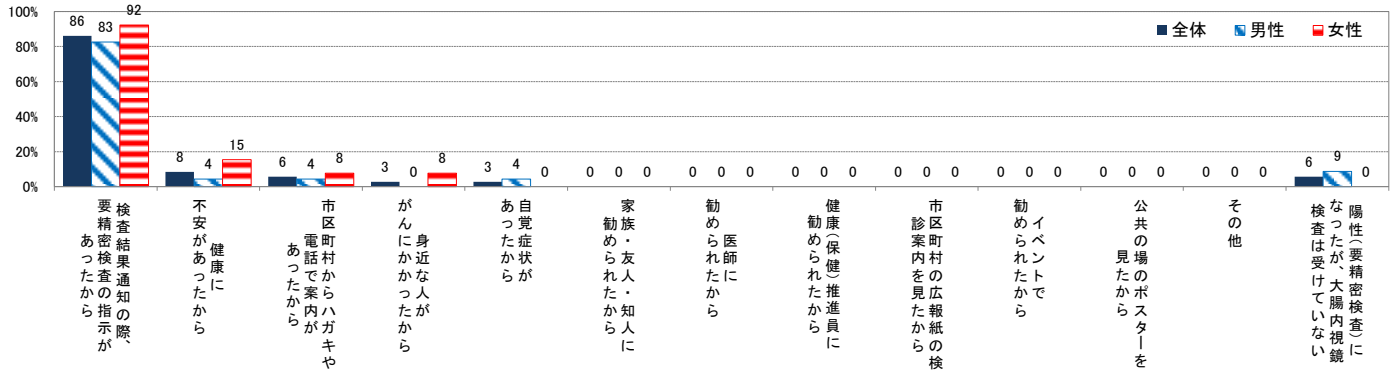 100%
80%
60%
40%
20%
0%
全体 男性 女性
86 83 92
8 4 15
6 4 8
3 0 8
3 4 0
0 0 0
0 0 0
0 0 0
0 0 0
0 0 0
0 0 0
0 0 0
6 9 0
検査結果通知の際、
要精密検査の指示が
あったから
健康に
不安があったから
市区町村からハガキや
電話で案内が
あったから
身近な人が
がんにかかったから
自覚症状が
あったから
家族・友人・知人に
勧められたから
医師に
勧められたから
健康(保健)推進員に
勧められたから
市区町村の広報紙の検
診案内を見たから
イベントで
勧められたから
公共の場のポスターを
見たから
その他
陽性(要精密検査)に
なったが、大腸内視鏡
検査は受けていない